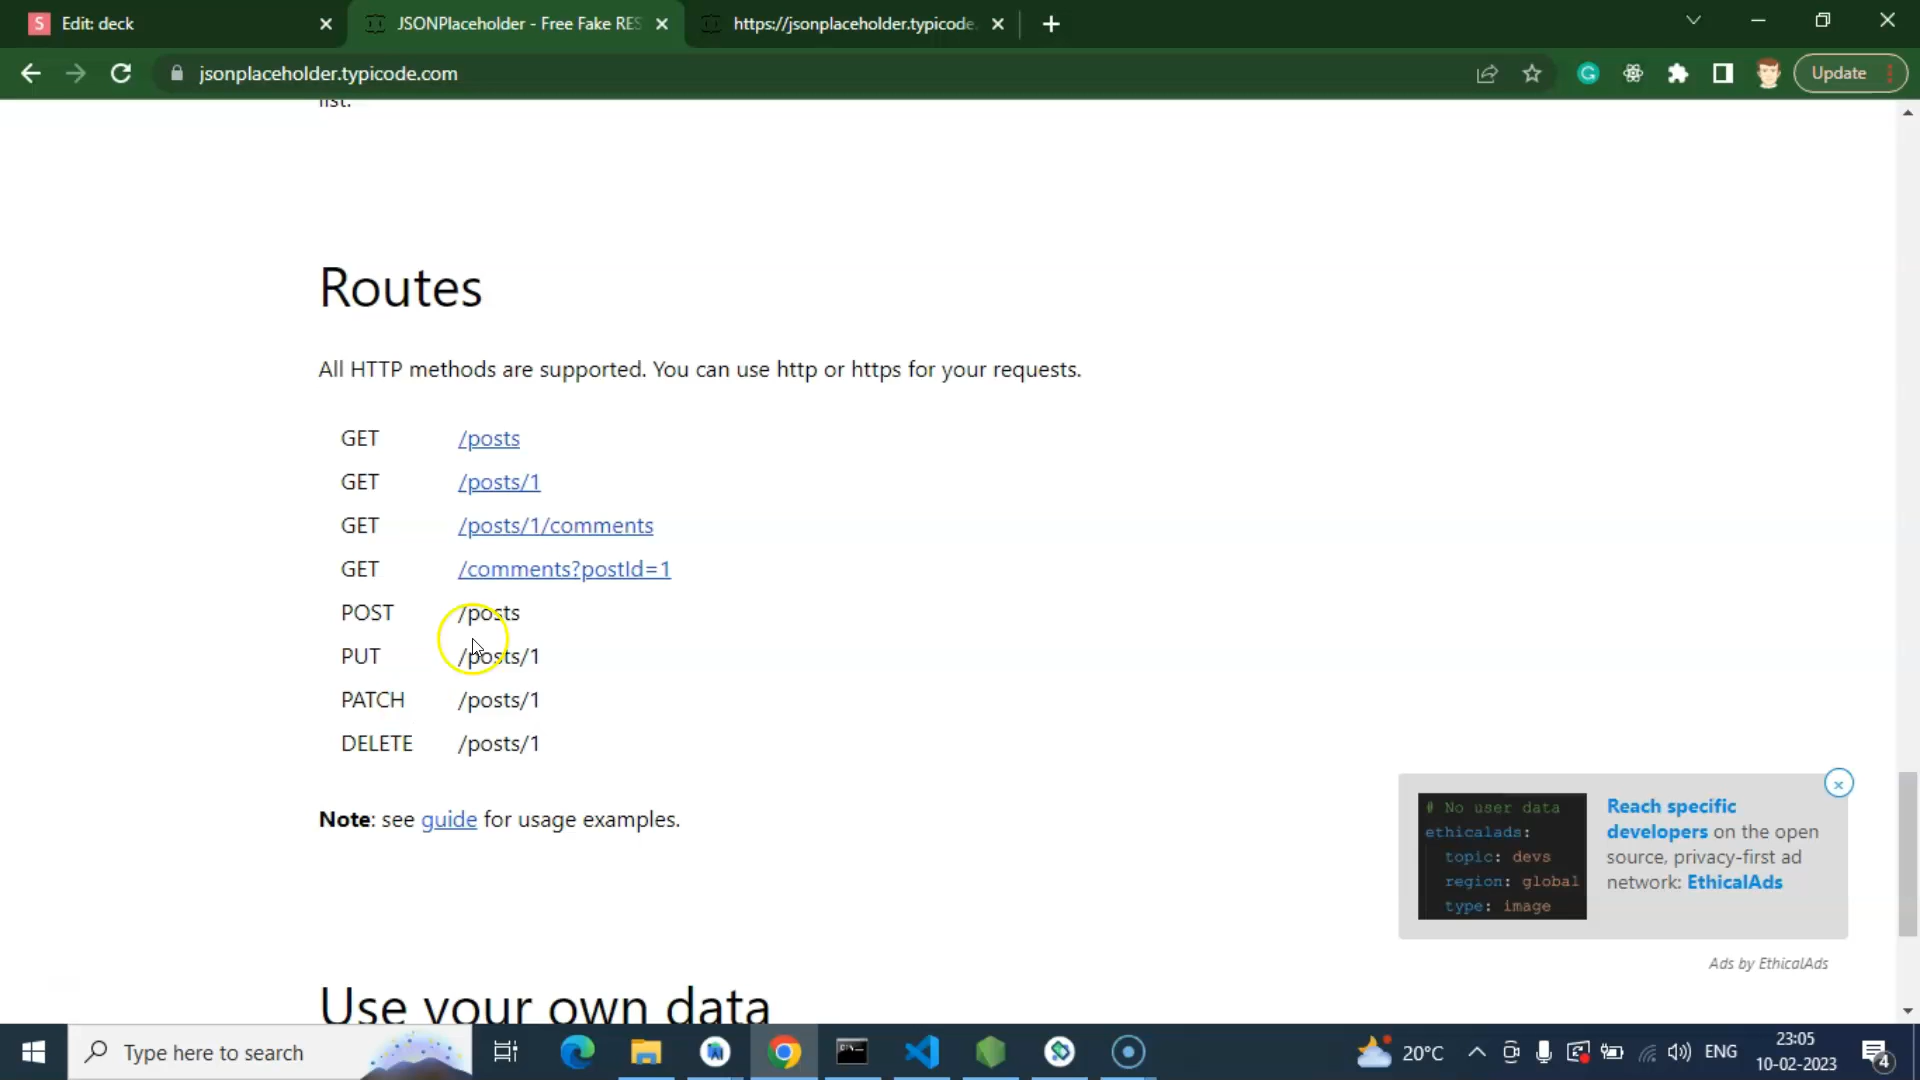 Edit: deck
JSONPlaceholder - Free Fake RES
https://jsonplaceholder.typicode.
jsonplaceholder.typicode.com
Update
list.
Routes
All HTTP methods are supported. You can use http or https for your requests.
GET /posts
GET /posts/1
GET /posts/1/comments
GET /comments?postId=1
POST /posts
PUT /posts/1
PATCH /posts/1
DELETE /posts/1
Note: see guide for usage examples.
# No user data
ethicalads:
topic: devs
region: global
type: image
Reach specific
developers on the open
source, privacy-first ad
network: EthicalAds
Ads by EthicalAds
Use your own data
Type here to search
20°C
ENG
23:05
10-02-2023
4